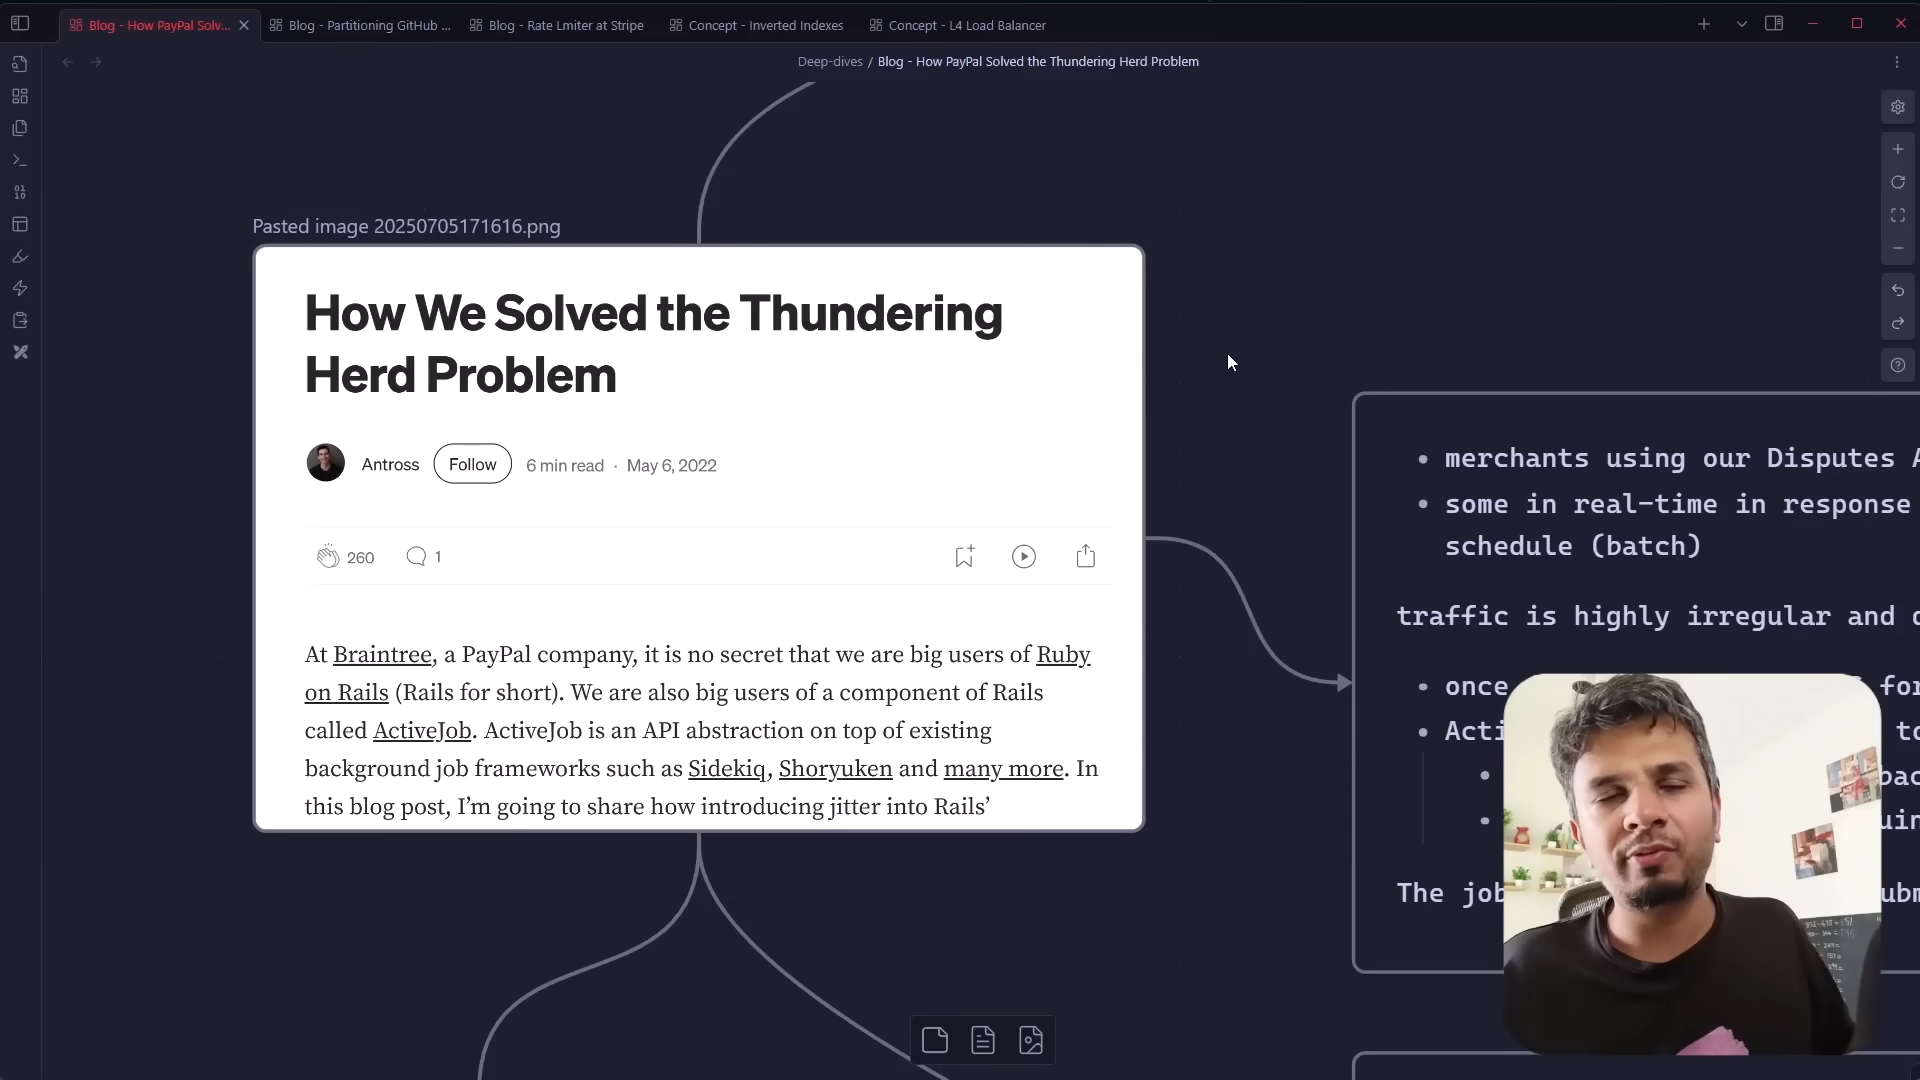 Blog - How PayPal Solv...
Blog - Partitioning GitHub ...
Blog - Rate Lmiter at Stripe
Concept - Inverted Indexes
Concept - L4 Load Balancer
Deep-dives / Blog - How PayPal Solved the Thundering Herd Problem
Pasted image 20250705171616.png
How We Solved the Thundering
Herd Problem
Antross Follow 6 min read · May 6, 2022
260 1
At Braintree, a PayPal company, it is no secret that we are big users of Ruby
on Rails (Rails for short). We are also big users of a component of Rails
called ActiveJob. ActiveJob is an API abstraction on top of existing
background job frameworks such as Sidekiq, Shoryuken and many more. In
this blog post, I’m going to share how introducing jitter into Rails’
• merchants using our Disputes
• some in real-time in response
schedule (batch)
traffic is highly irregular and
• once
The